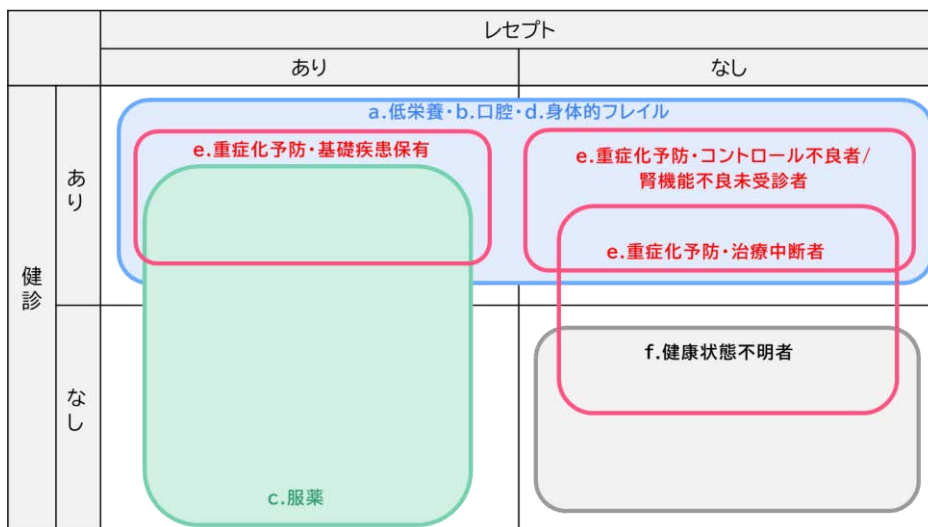 レセプト
あり
なし
健診
あり
なし
a.低栄養・b.口腔・d.身体的フレイル
e.重症化予防・基礎疾患保有
e.重症化予防・コントロール不良者/
腎機能不良未受診者
e.重症化予防・治療中断者
f.健康状態不明者
c.服薬